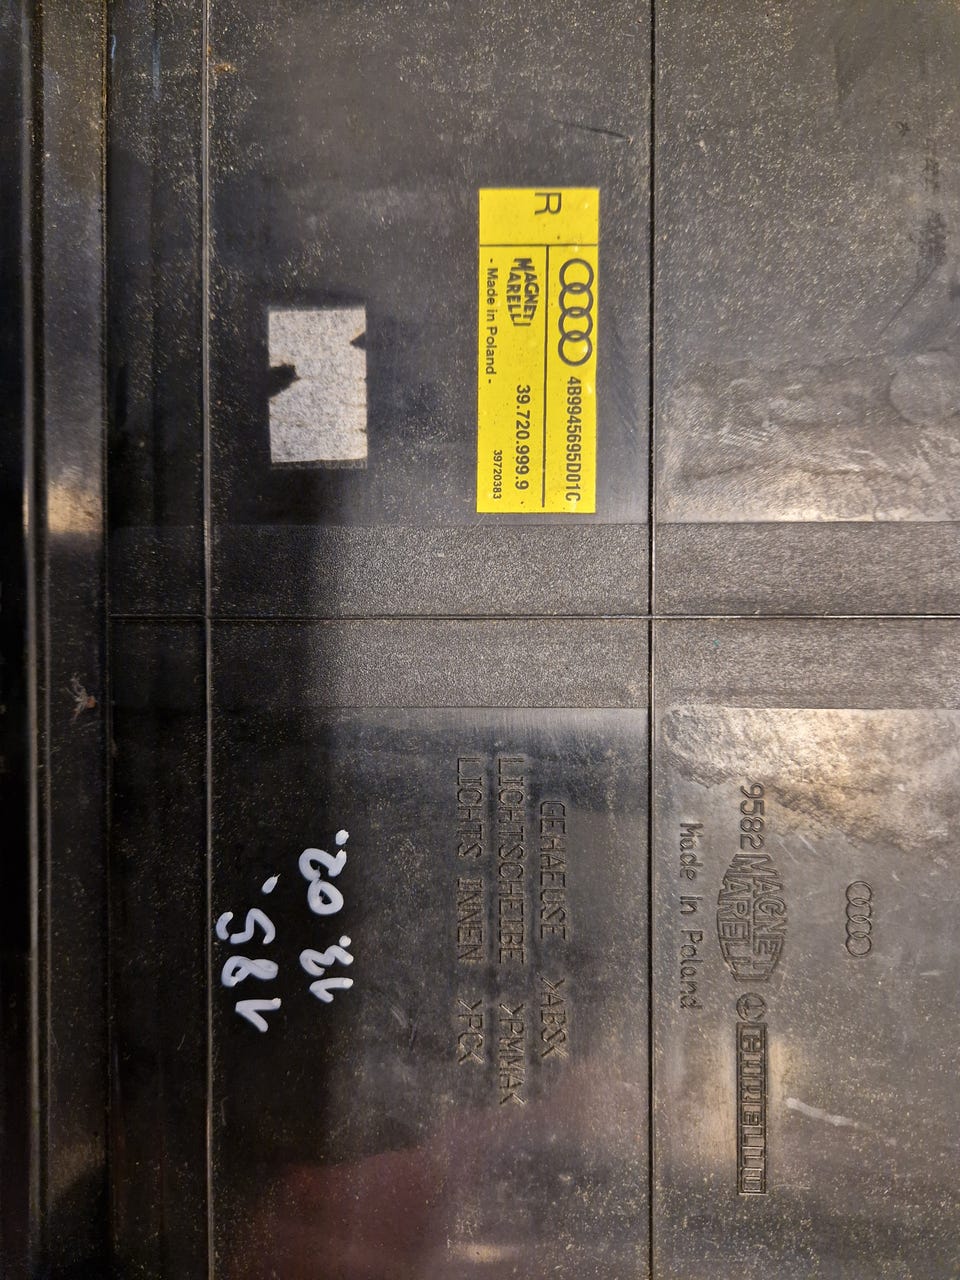 R
4B9945695D01C
MAGNETI
MARELLI
39.720.999.9
- Made in Poland -
39720383
9582 MAGNETI
MARELLI
Made in Poland
GEHAEUSE >ABS<
LICHTSCHEIBE >PMMA<
LICHTS INNEN >PC<
13. 02.
185.